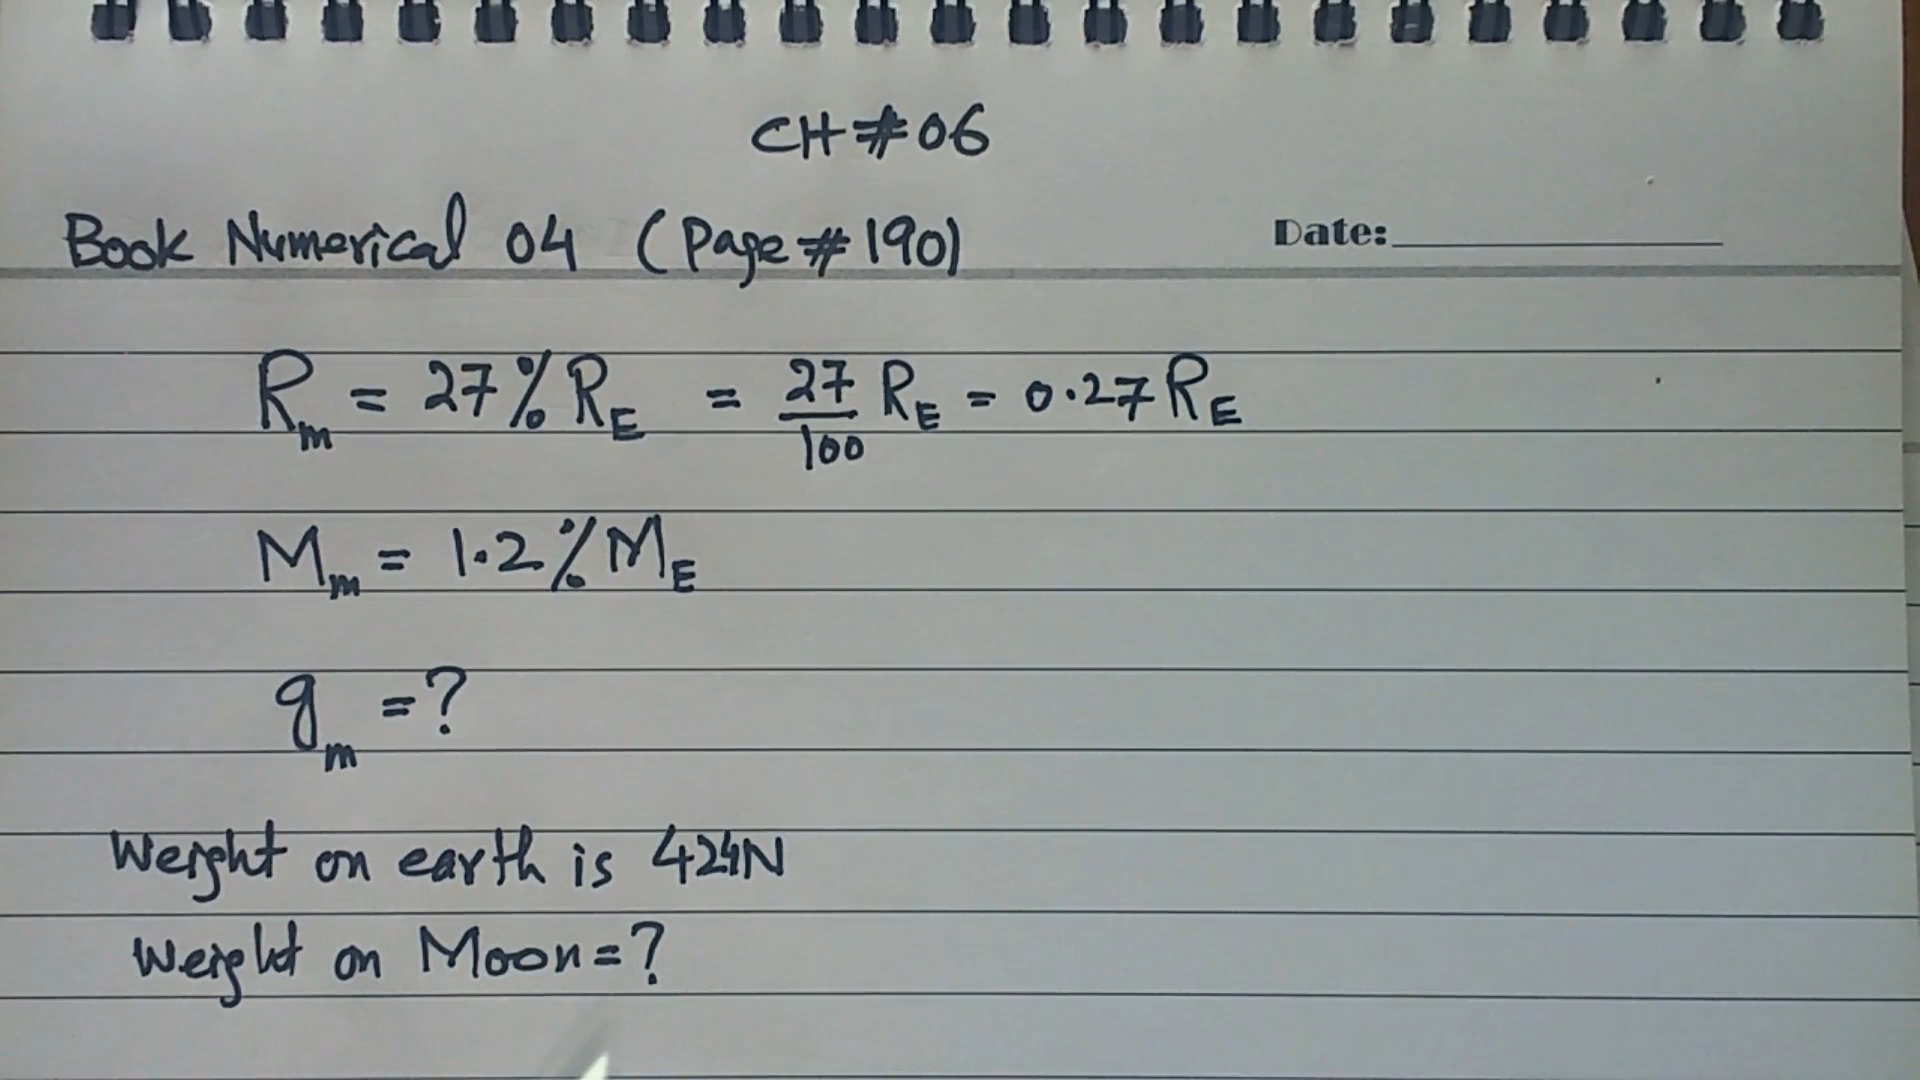 CH#06
Book Numerical 04 (Page#190)
Date:
Rm = 27% RE = 27/100 RE = 0.27 RE
Mm = 1.2% ME
gm = ?
Weight on earth is 424N
Weight on Moon = ?